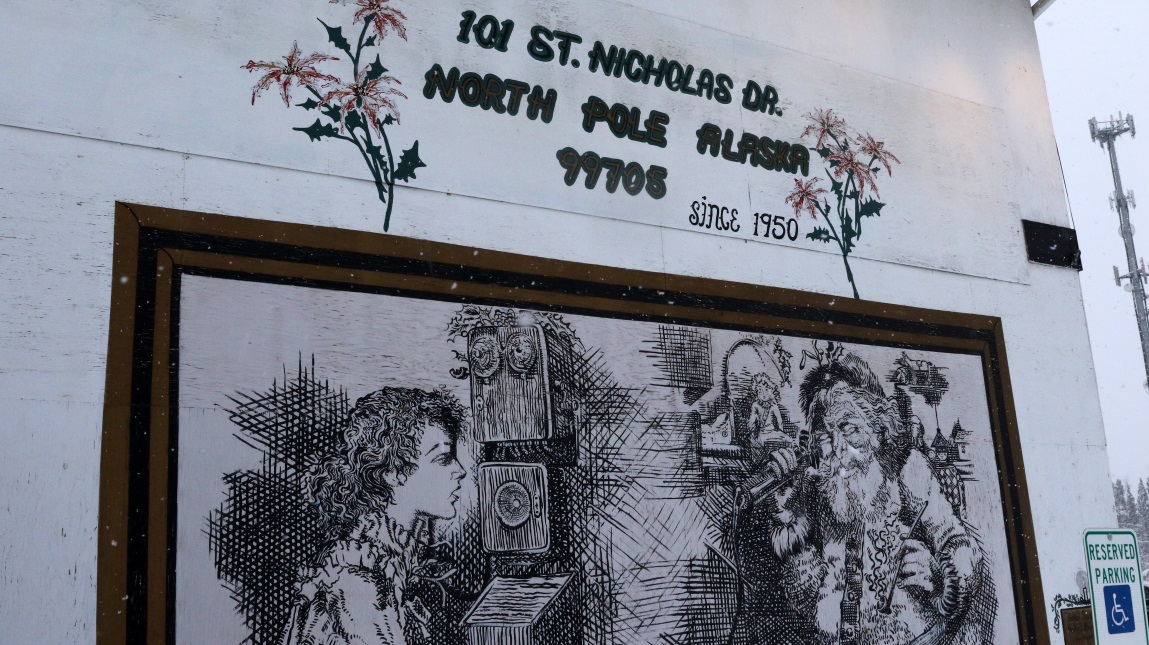 101 ST. NICHOLAS DR.
NORTH POLE ALASKA
99705
since 1950
RESERVED
PARKING